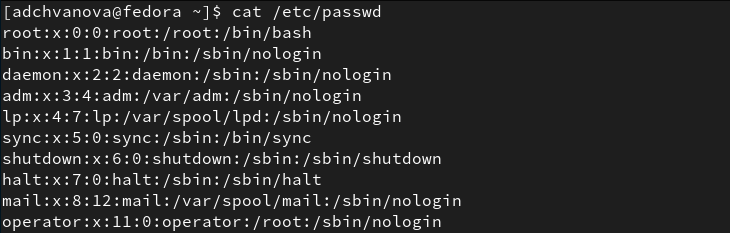 [adchvanova@fedora ~]$ cat /etc/passwd
root:x:0:0:root:/root:/bin/bash
bin:x:1:1:bin:/bin:/sbin/nologin
daemon:x:2:2:daemon:/sbin:/sbin/nologin
adm:x:3:4:adm:/var/adm:/sbin/nologin
lp:x:4:7:lp:/var/spool/lpd:/sbin/nologin
sync:x:5:0:sync:/sbin:/bin/sync
shutdown:x:6:0:shutdown:/sbin:/sbin/shutdown
halt:x:7:0:halt:/sbin:/sbin/halt
mail:x:8:12:mail:/var/spool/mail:/sbin/nologin
operator:x:11:0:operator:/root:/sbin/nologin